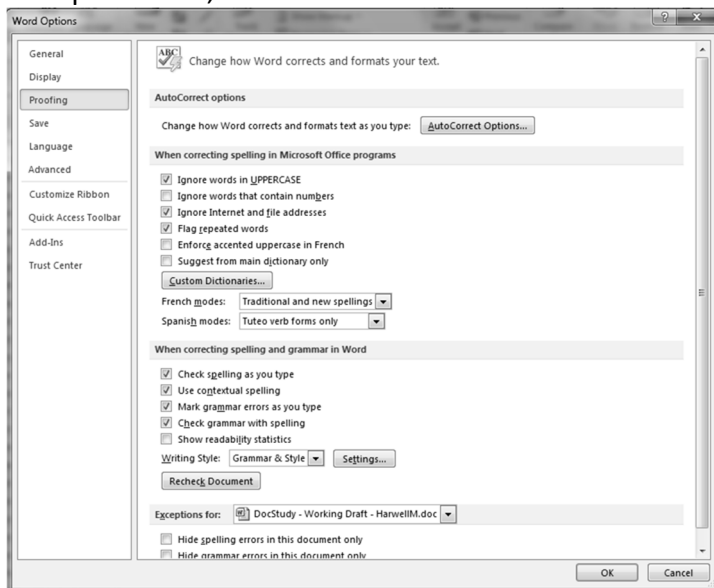 Word Options
General
Display
Proofing
Save
Language
Advanced
Customize Ribbon
Quick Access Toolbar
Add-Ins
Trust Center
ABC
Change how Word corrects and formats your text.
AutoCorrect options
Change how Word corrects and formats text as you type: AutoCorrect Options...
When correcting spelling in Microsoft Office programs
Ignore words in UPPERCASE
Ignore words that contain numbers
Ignore Internet and file addresses
Flag repeated words
Enforce accented uppercase in French
Suggest from main dictionary only
Custom Dictionaries...
French modes: Traditional and new spellings
Spanish modes: Tuteo verb forms only
When correcting spelling and grammar in Word
Check spelling as you type
Use contextual spelling
Mark grammar errors as you type
Check grammar with spelling
Show readability statistics
Writing Style: Grammar & Style Settings...
Recheck Document
Exceptions for: DocStudy - Working Draft - HarwellM.doc
Hide spelling errors in this document only
Hide grammar errors in this document only
OK Cancel